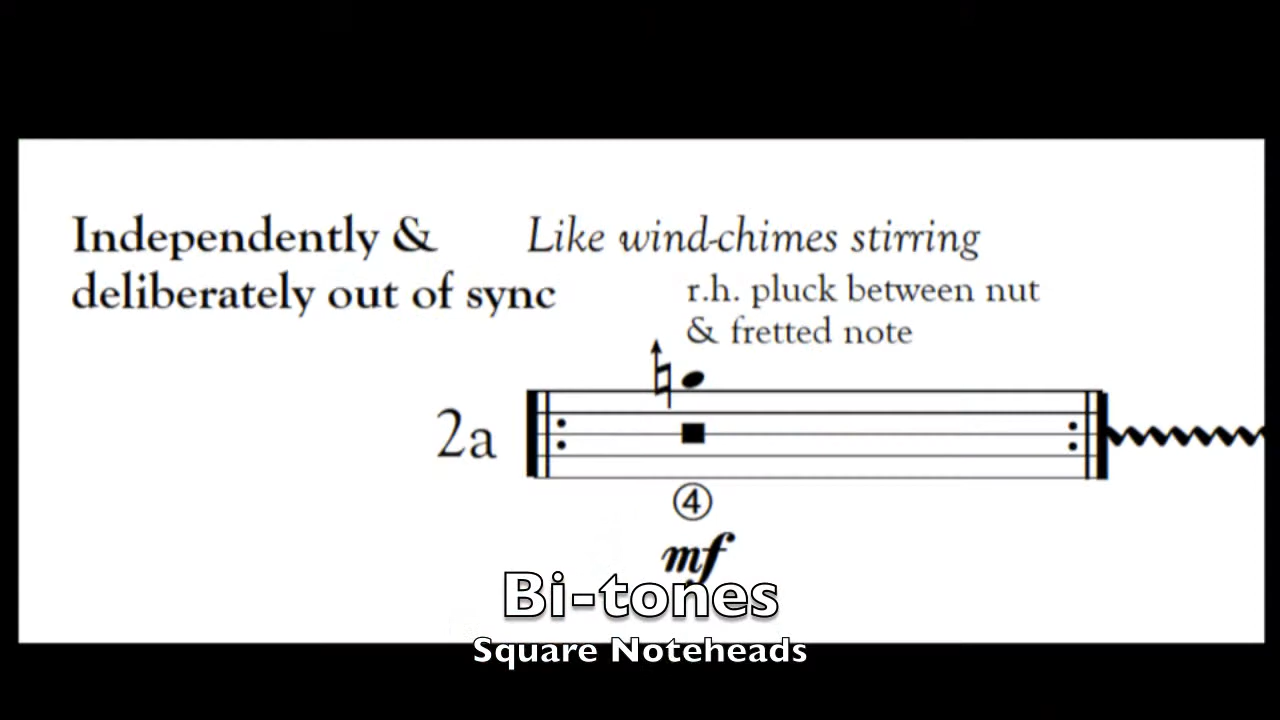 Independently & Like wind-chimes stirring
deliberately out of sync r.h. pluck between nut
& fretted note
2a
④
mf
Bi-tones
Square Noteheads